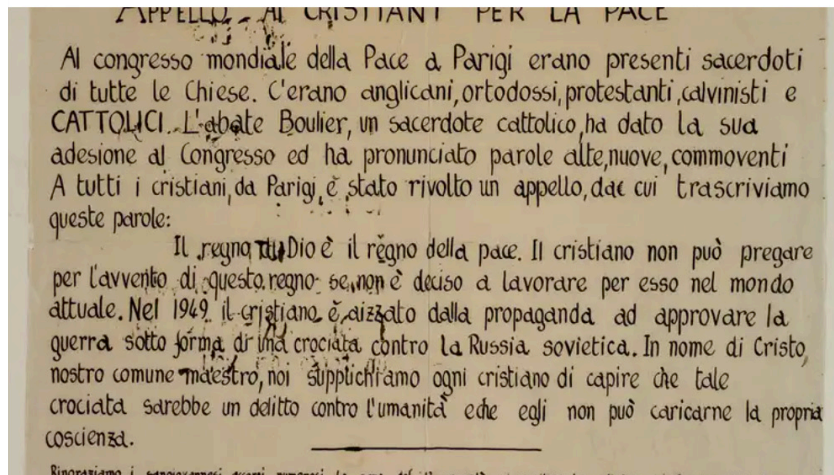 APPELLO AI CRISTIANI PER LA PACE
Al congresso mondiale della Pace a Parigi erano presenti sacerdoti
di tutte le Chiese. C'erano anglicani, ortodossi, protestanti, calvinisti e
CATTOLICI. L'abate Boulier, un sacerdote cattolico, ha dato la sua
adesione al Congresso ed ha pronunciato parole alte, nuove, commoventi
A tutti i cristiani, da Parigi, è stato rivolto un appello, dal cui trascriviamo
queste parole:
Il regno di Dio è il regno della pace. Il cristiano non può pregare
per l'avvento di questo regno se non è deciso a lavorare per esso nel mondo
attuale. Nel 1949 il cristiano è aizzato dalla propaganda ad approvare la
guerra sotto forma di una crociata contro la Russia sovietica. In nome di Cristo,
nostro comune maestro, noi supplichiamo ogni cristiano di capire che tale
crociata sarebbe un delitto contro l'umanità e che egli non può caricarne la propria
coscienza.